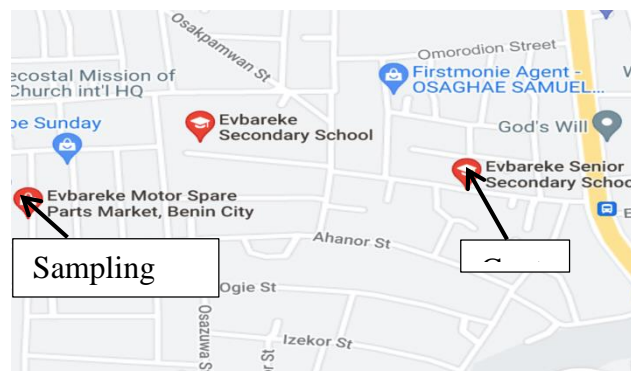 Osakpamwan St
Omorodion Street
ecostal Mission of
Church int'l HQ
Firstmonie Agent -
OSAGHAE SAMUEL...
Evbareke
Secondary School
be Sunday
God's Will
Evbareke Senior
Secondary Schoo
Evbareke Motor Spare
Parts Market, Benin City
E
Ahanor St
Sampling
Ogie St
Osazuwa S
St
Izekor St